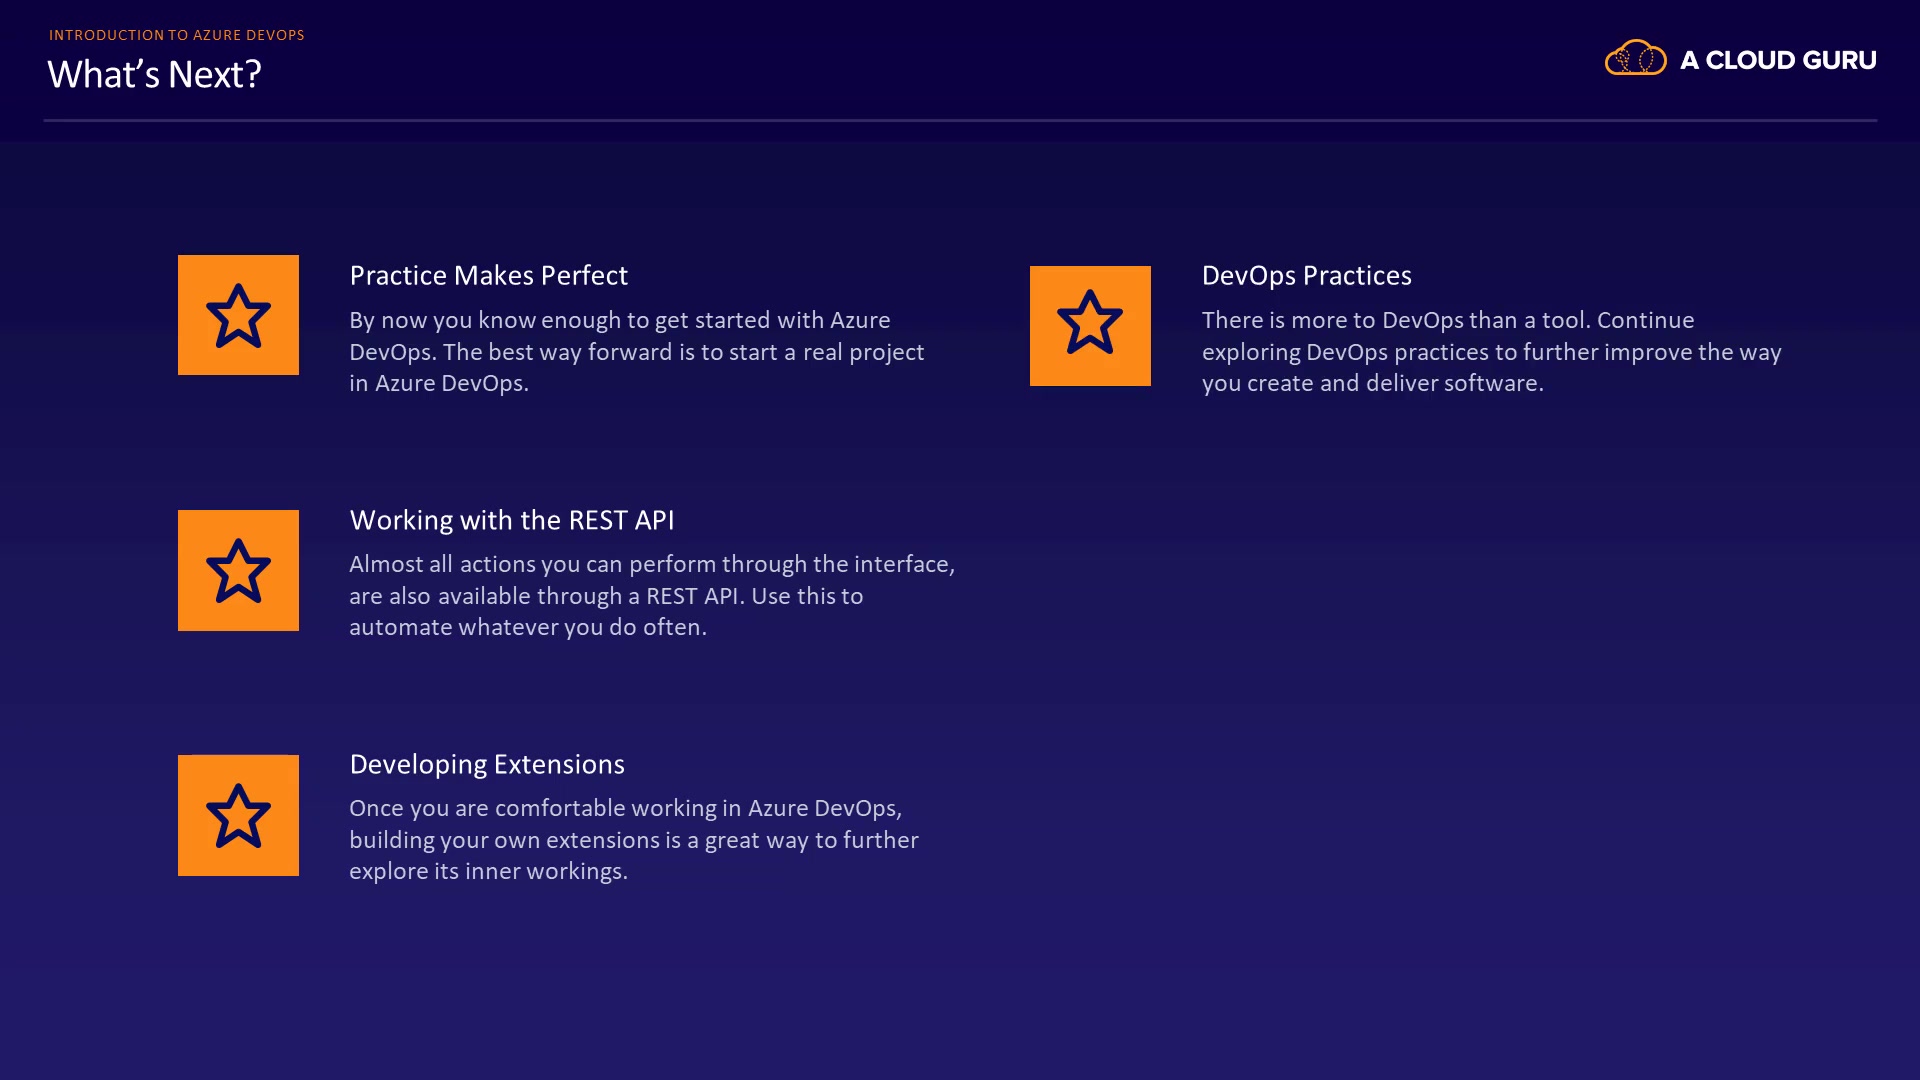 INTRODUCTION TO AZURE DEVOPS
What's Next?
A CLOUD GURU
Practice Makes Perfect
By now you know enough to get started with Azure
DevOps. The best way forward is to start a real project
in Azure DevOps.
Working with the REST API
Almost all actions you can perform through the interface,
are also available through a REST API. Use this to
automate whatever you do often.
Developing Extensions
Once you are comfortable working in Azure DevOps,
building your own extensions is a great way to further
explore its inner workings.
DevOps Practices
There is more to DevOps than a tool. Continue
exploring DevOps practices to further improve the way
you create and deliver software.